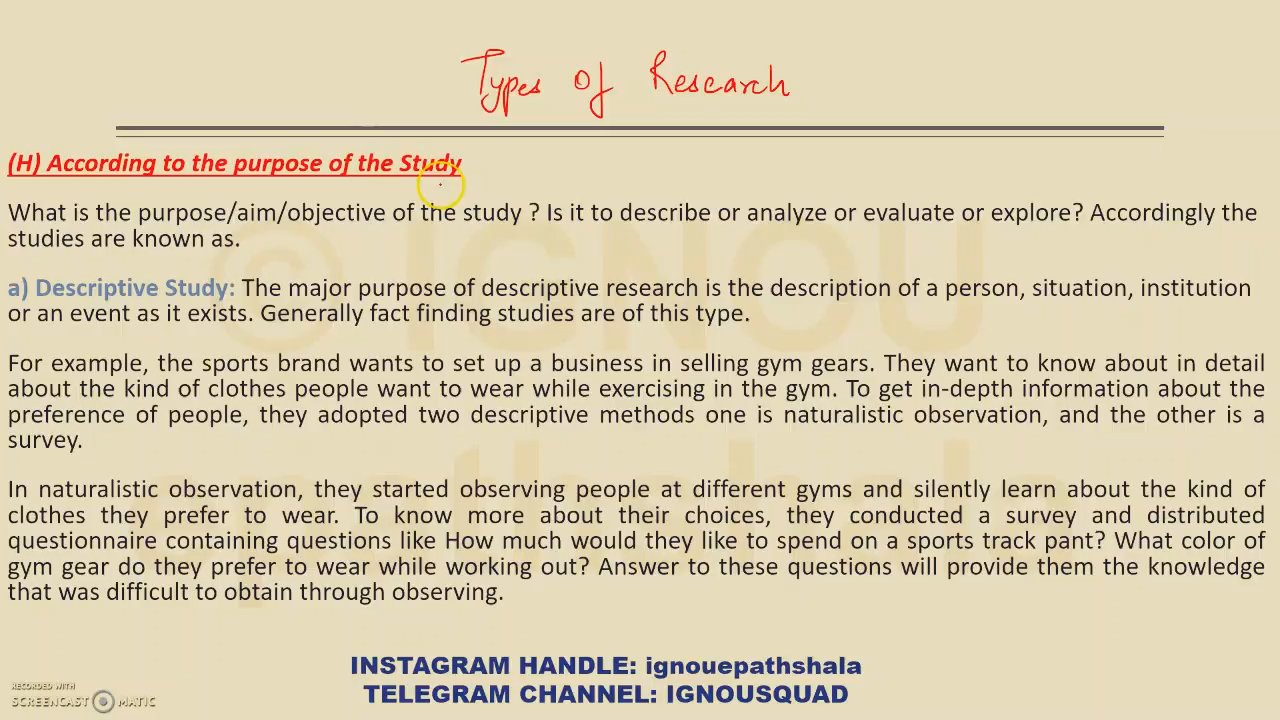 Types of Research
(H) According to the purpose of the Study
What is the purpose/aim/objective of the study ? Is it to describe or analyze or evaluate or explore? Accordingly the
studies are known as.
a) Descriptive Study: The major purpose of descriptive research is the description of a person, situation, institution
or an event as it exists. Generally fact finding studies are of this type.
For example, the sports brand wants to set up a business in selling gym gears. They want to know about in detail
about the kind of clothes people want to wear while exercising in the gym. To get in-depth information about the
preference of people, they adopted two descriptive methods one is naturalistic observation, and the other is a
survey.
In naturalistic observation, they started observing people at different gyms and silently learn about the kind of
clothes they prefer to wear. To know more about their choices, they conducted a survey and distributed
questionnaire containing questions like How much would they like to spend on a sports track pant? What color of
gym gear do they prefer to wear while working out? Answer to these questions will provide them the knowledge
that was difficult to obtain through observing.
© IGNOU
epathshala
INSTAGRAM HANDLE: ignouepathshala
TELEGRAM CHANNEL: IGNOUSQUAD
RECORDED WITH
SCREENCAST MATIC